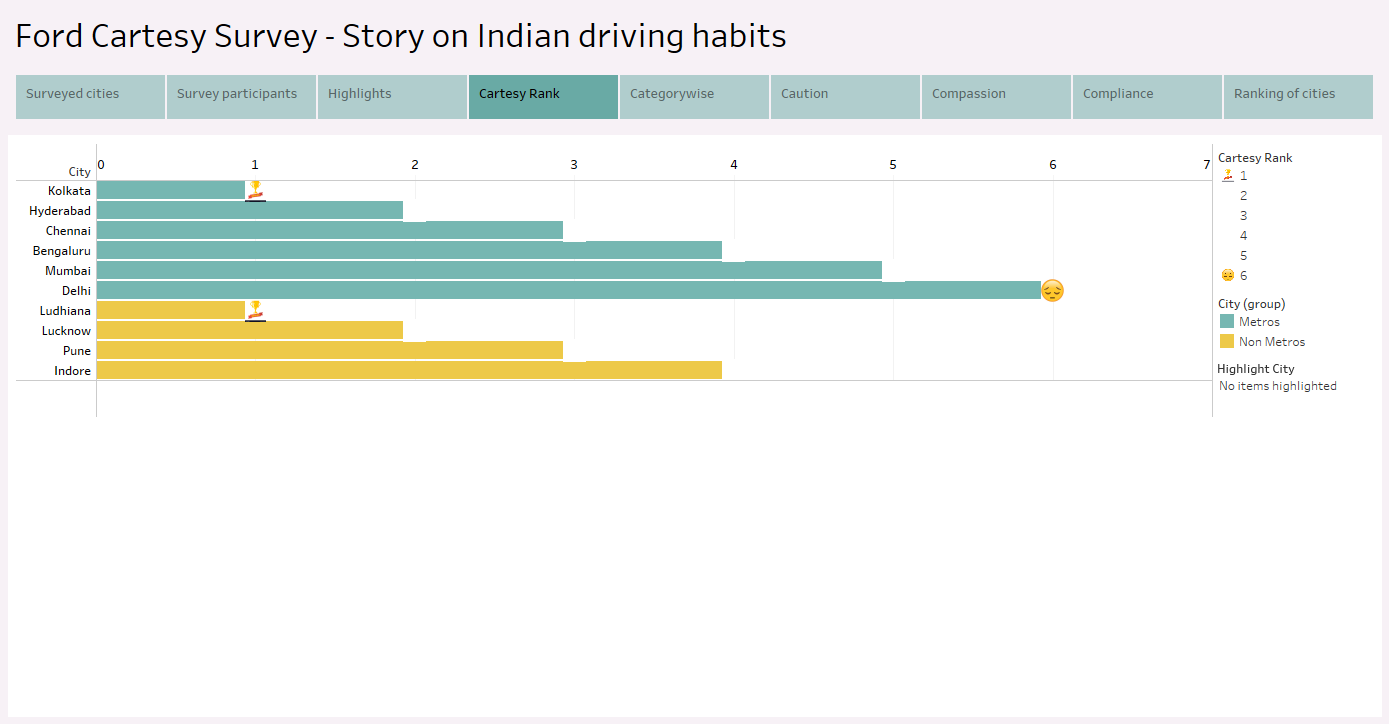 Ford Cartesy Survey - Story on Indian driving habits
Surveyed cities
Survey participants
Highlights
Cartesy Rank
Categorywise
Caution
Compassion
Compliance
Ranking of cities
0 1 2 3 4 5 6 7
City
Kolkata
Hyderabad
Chennai
Bengaluru
Mumbai
Delhi
Ludhiana
Lucknow
Pune
Indore
Cartesy Rank
1
2
3
4
5
6
City (group)
Metros
Non Metros
Highlight City
No items highlighted